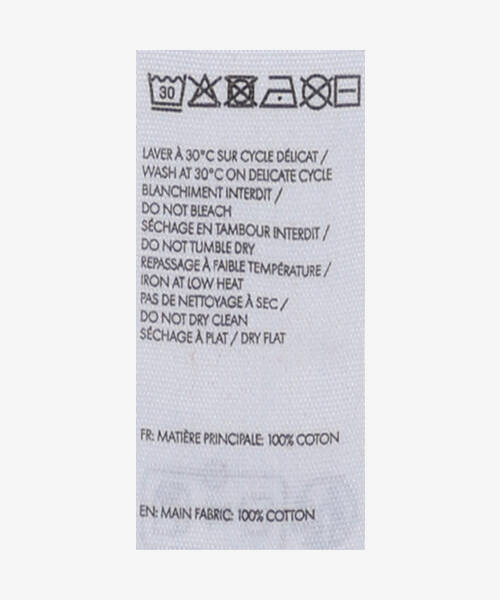 30
LAVER À 30°C SUR CYCLE DÉLICAT /
WASH AT 30°C ON DELICATE CYCLE
BLANCHIMENT INTERDIT /
DO NOT BLEACH
SÉCHAGE EN TAMBOUR INTERDIT /
DO NOT TUMBLE DRY
REPASSAGE À FAIBLE TEMPÉRATURE /
IRON AT LOW HEAT
PAS DE NETTOYAGE À SEC /
DO NOT DRY CLEAN
SÉCHAGE À PLAT / DRY FLAT
FR: MATIÈRE PRINCIPALE: 100% COTON
EN: MAIN FABRIC: 100% COTTON